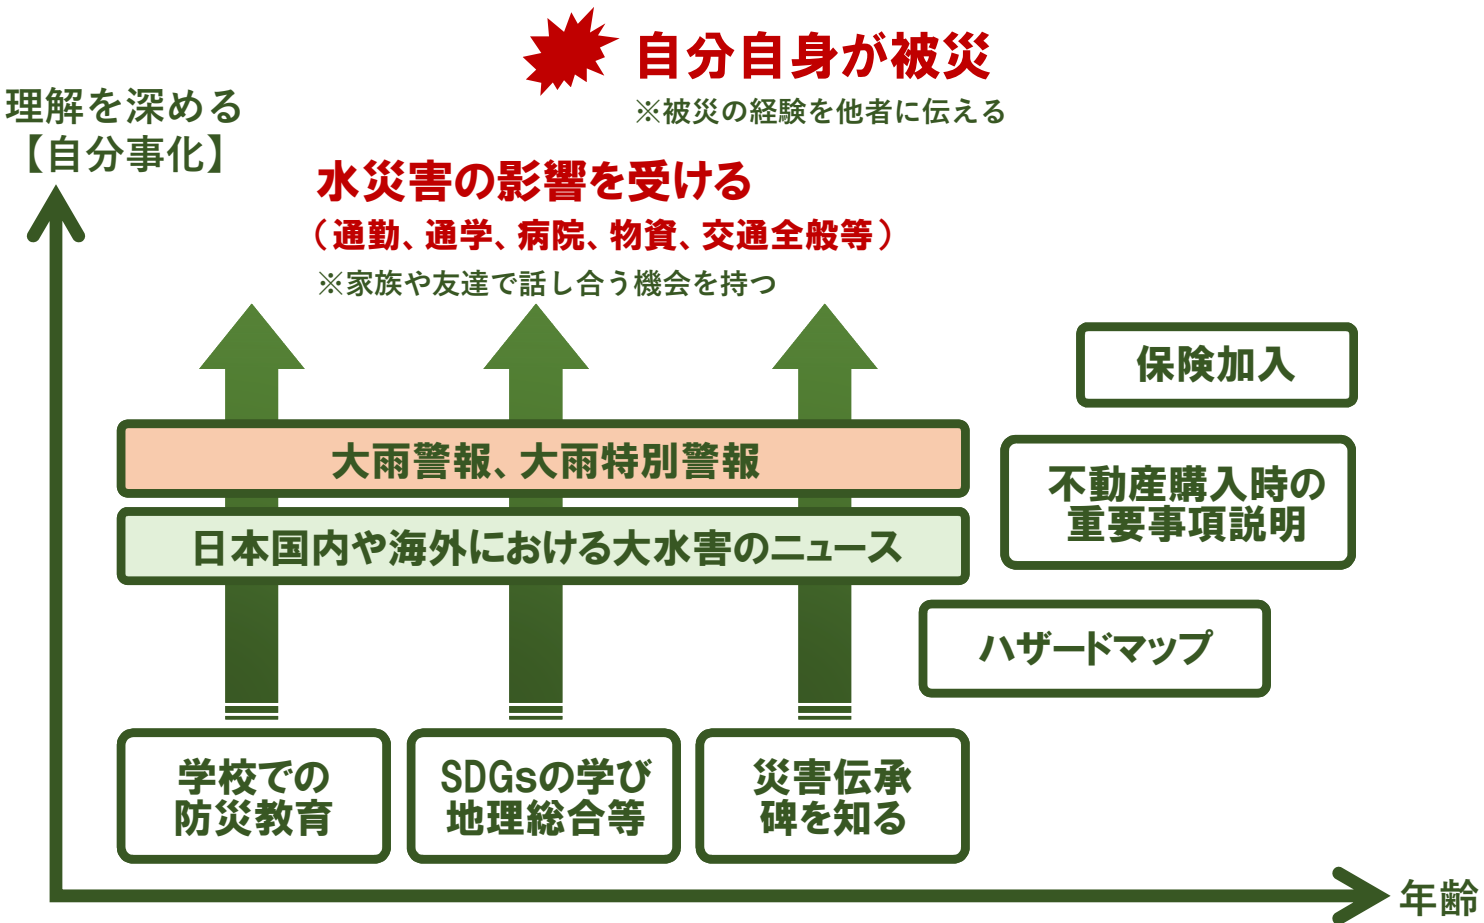 自分自身が被災
※被災の経験を他者に伝える
理解を深める
【自分事化】
水災害の影響を受ける
（通勤、通学、病院、物資、交通全般等）
※家族や友達で話し合う機会を持つ
保険加入
大雨警報、大雨特別警報
不動産購入時の
重要事項説明
日本国内や海外における大水害のニュース
ハザードマップ
学校での
防災教育
SDGsの学び
地理総合等
災害伝承
碑を知る
年齢